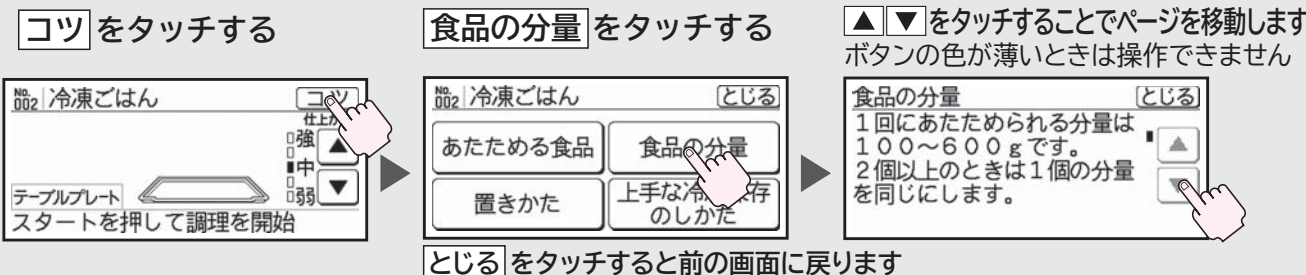 コツ をタッチする
No.002 冷凍ごはん
コツ
強
中
弱
テーブルプレート
スタートを押して調理を開始
食品の分量 をタッチする
No.002 冷凍ごはん
とじる
あたためる食品
食品の分量
置きかた
上手な冷
存
のしかた
とじる をタッチすると前の画面に戻ります
▲ ▼ をタッチすることでページを移動します
ボタンの色が薄いときは操作できません
食品の分量
とじる
1回にあたためられる分量は
100~600gです。
2個以上のときは1個の分量
を同じにします。